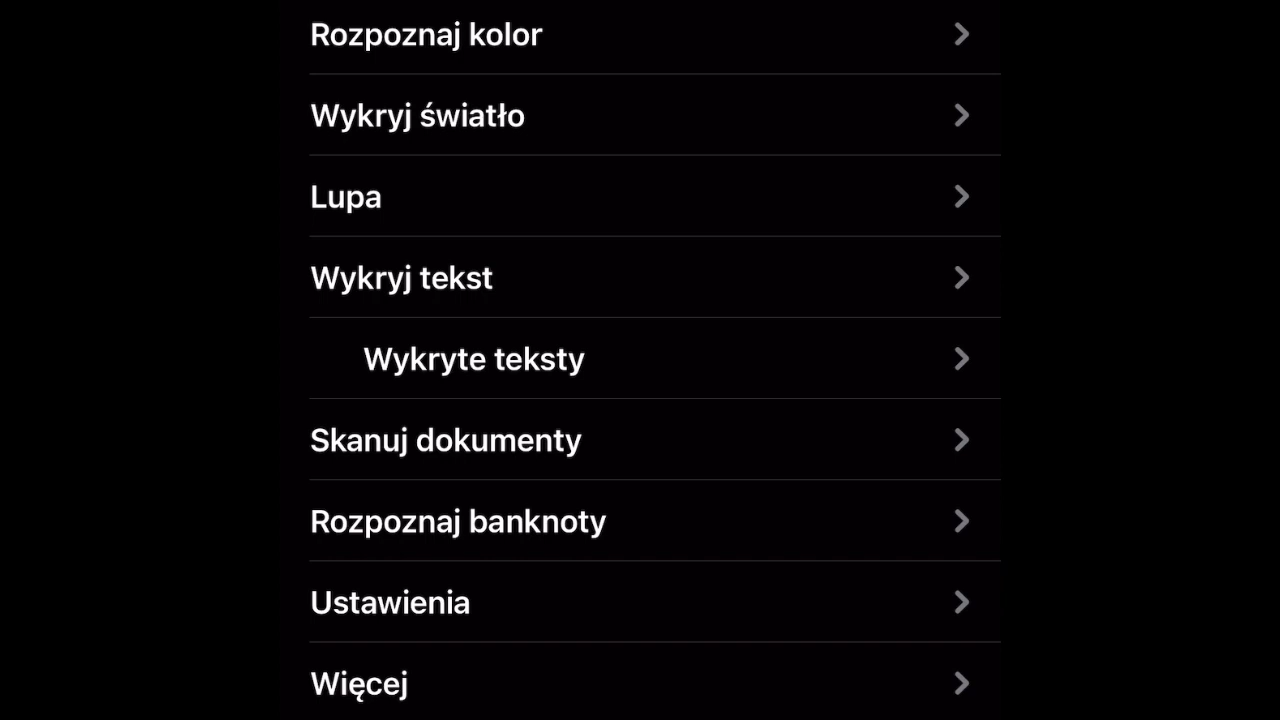 Rozpoznaj kolor
Wykryj światło
Lupa
Wykryj tekst
Wykryte teksty
Skanuj dokumenty
Rozpoznaj banknoty
Ustawienia
Więcej